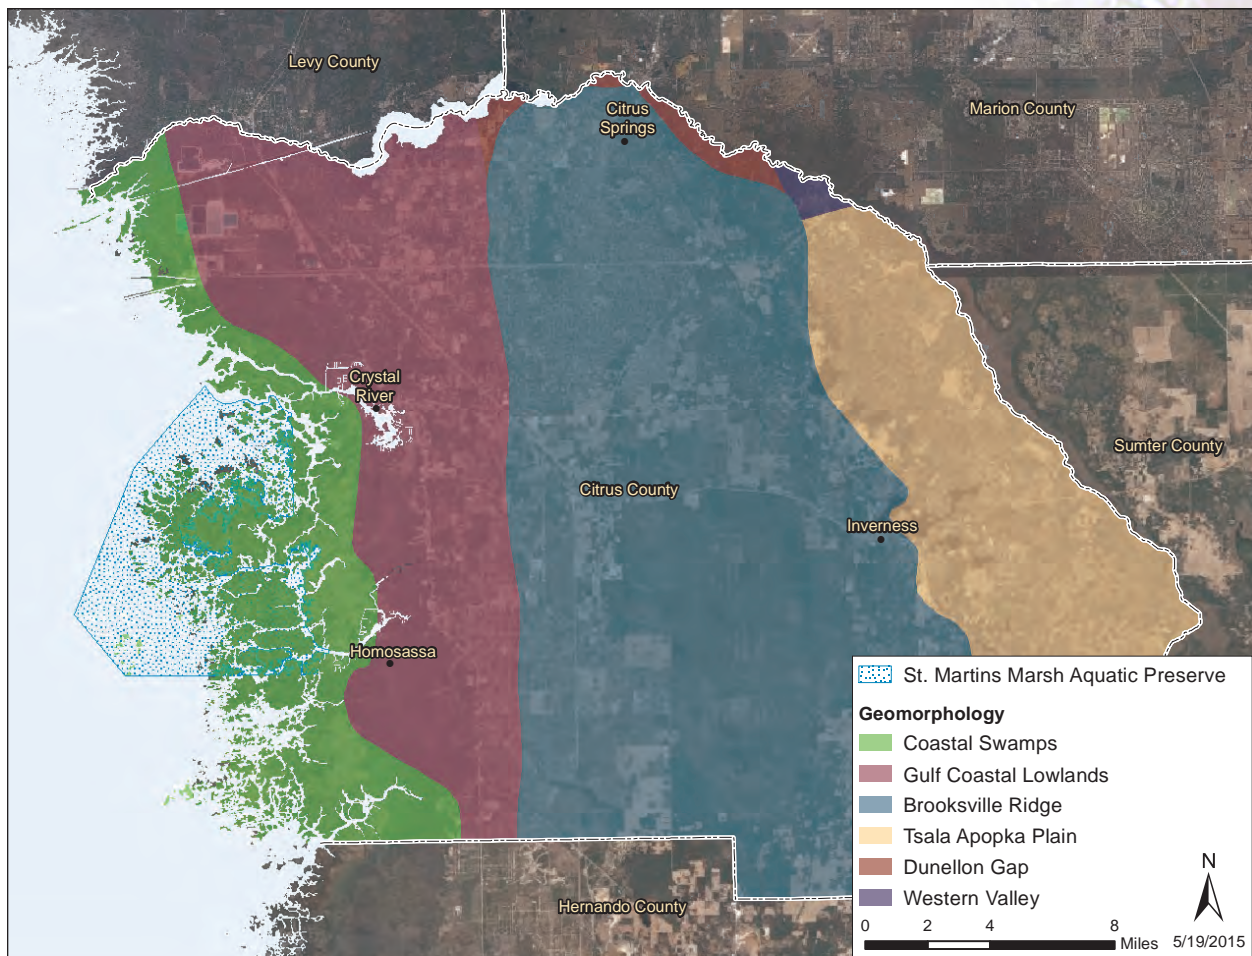 Levy County
Marion County
Citrus
Springs
Crystal
River
Sumter County
Citrus County
Inverness
Homosassa
Hernando County
St. Martins Marsh Aquatic Preserve
Geomorphology
Coastal Swamps
Gulf Coastal Lowlands
Brooksville Ridge
Tsala Apopka Plain
Dunellon Gap
Western Valley
N
0 2 4 8 Miles
5/19/2015